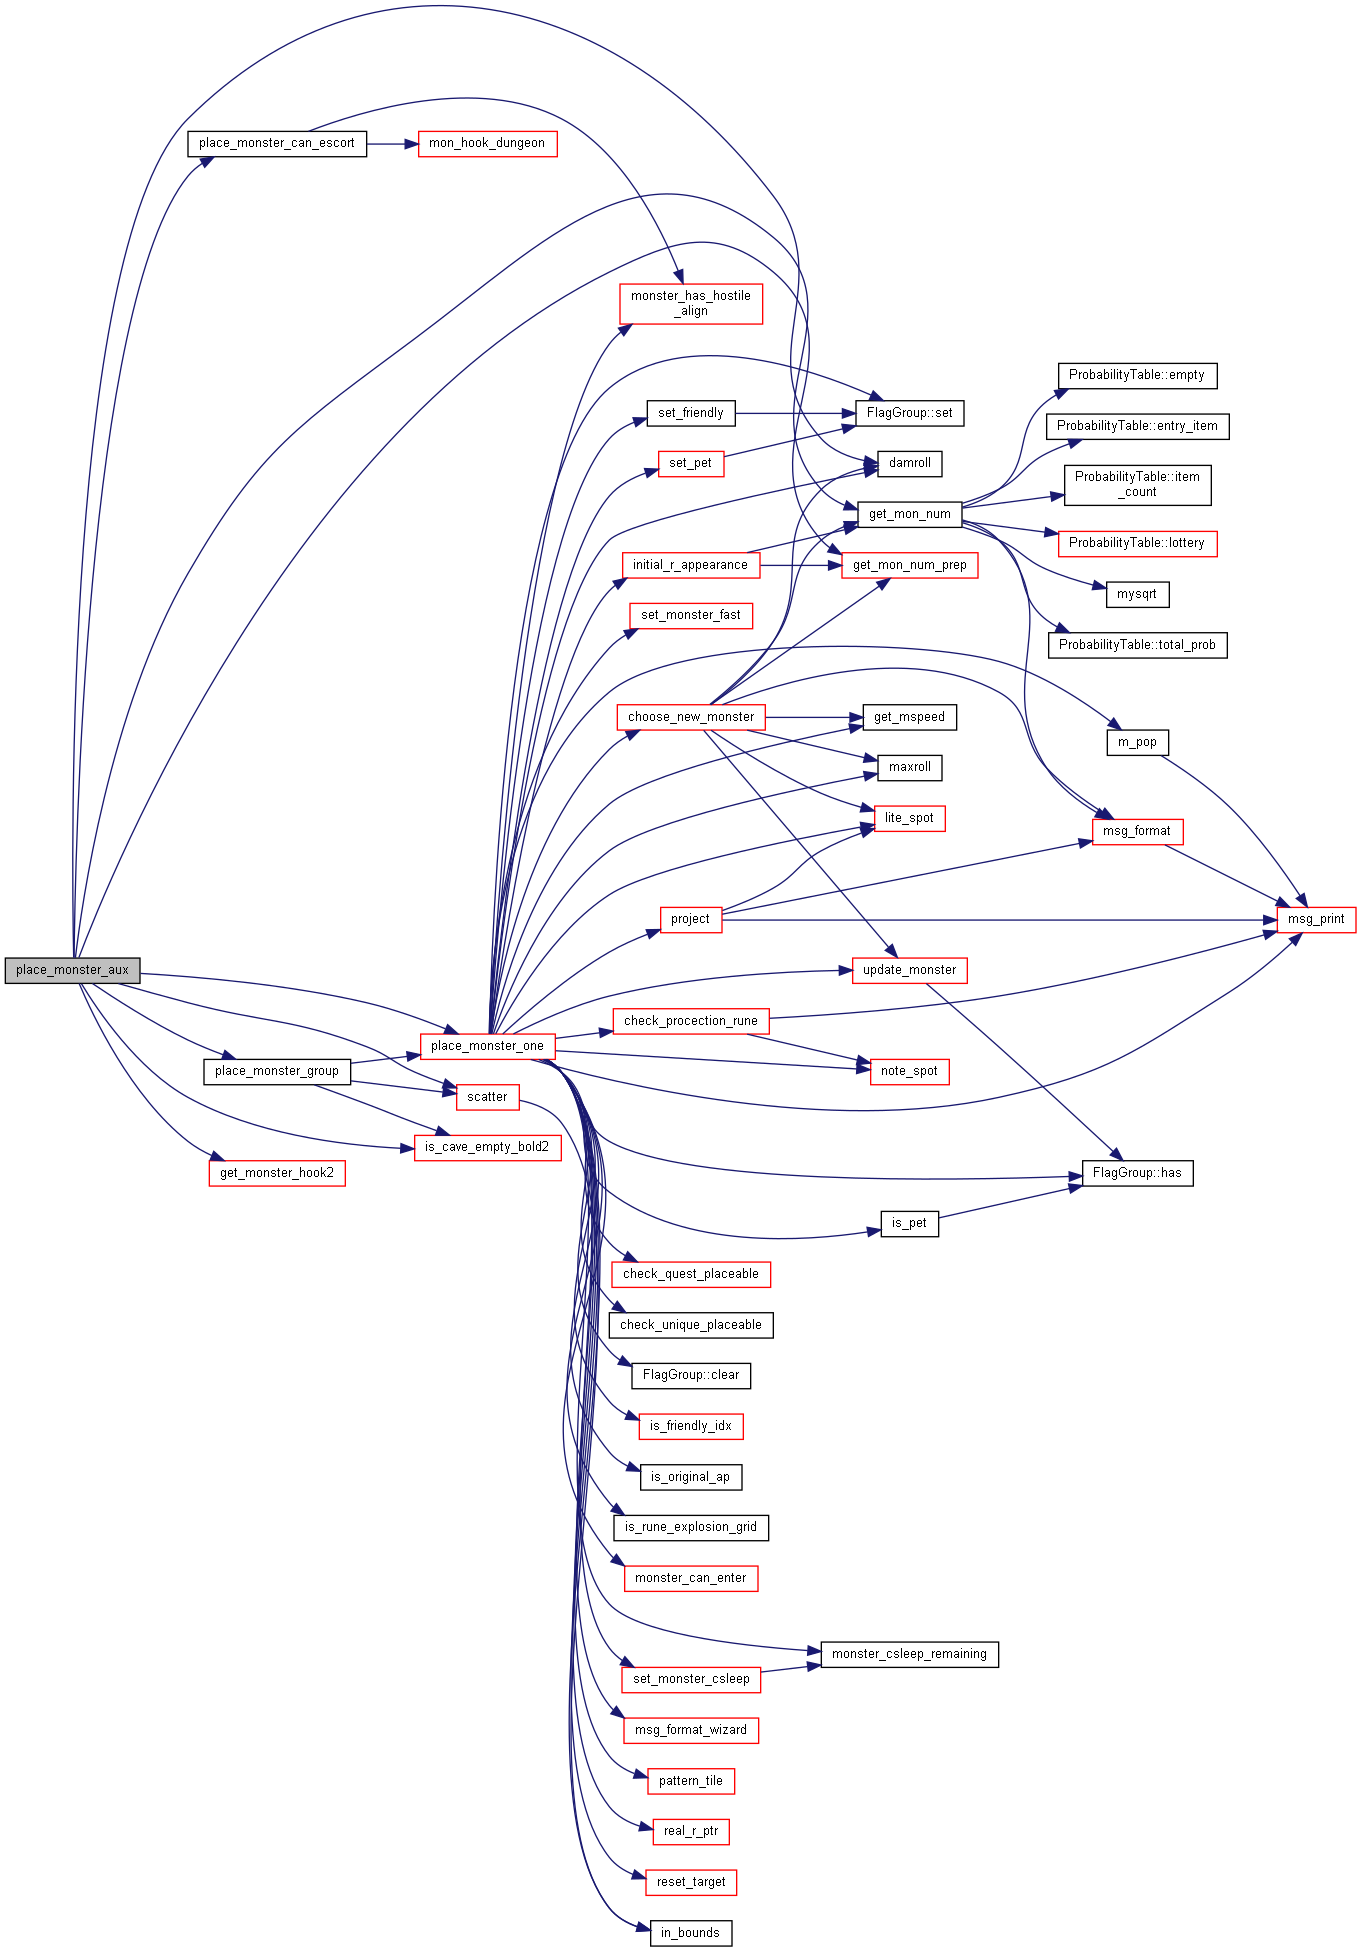 place_monster_can_escort
mon_hook_dungeon
monster_has_hostile
_align
ProbabilityTable::empty
set_friendly
FlagGroup::set
ProbabilityTable::entry_item
set_pet
damroll
ProbabilityTable::item
_count
get_mon_num
ProbabilityTable::lottery
initial_r_appearance
get_mon_num_prep
mysqrt
set_monster_fast
ProbabilityTable::total_prob
choose_new_monster
get_mspeed
m_pop
maxroll
lite_spot
msg_format
project
msg_print
place_monster_aux
update_monster
check_procection_rune
place_monster_one
place_monster_group
note_spot
scatter
is_cave_empty_bold2
get_monster_hook2
FlagGroup::has
is_pet
check_quest_placeable
check_unique_placeable
FlagGroup::clear
is_friendly_idx
is_original_ap
is_rune_explosion_grid
monster_can_enter
monster_csleep_remaining
set_monster_csleep
msg_format_wizard
pattern_tile
real_r_ptr
reset_target
in_bounds